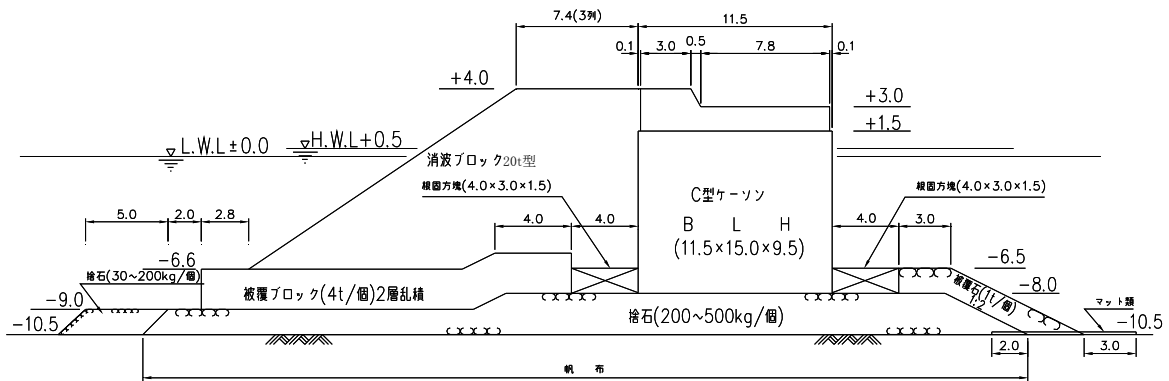 7.4(3列)
11.5
0.1
3.0
0.5
7.8
0.1
+4.0
+3.0
+1.5
L.W.L±0.0
H.W.L+0.5
消波ブロック20t型
根固方塊(4.0×3.0×1.5)
C型ケーソン
B L H
(11.5×15.0×9.5)
根固方塊(4.0×3.0×1.5)
5.0
2.0
2.8
4.0
4.0
4.0
3.0
捨石(30~200kg/個)
-6.6
-6.5
被覆ブロック(4t/個)2層乱積
-9.0
-8.0
被覆石(1t/個)
1:2
捨石(200~500kg/個)
マット類
-10.5
-10.5
2.0
3.0
帆 布